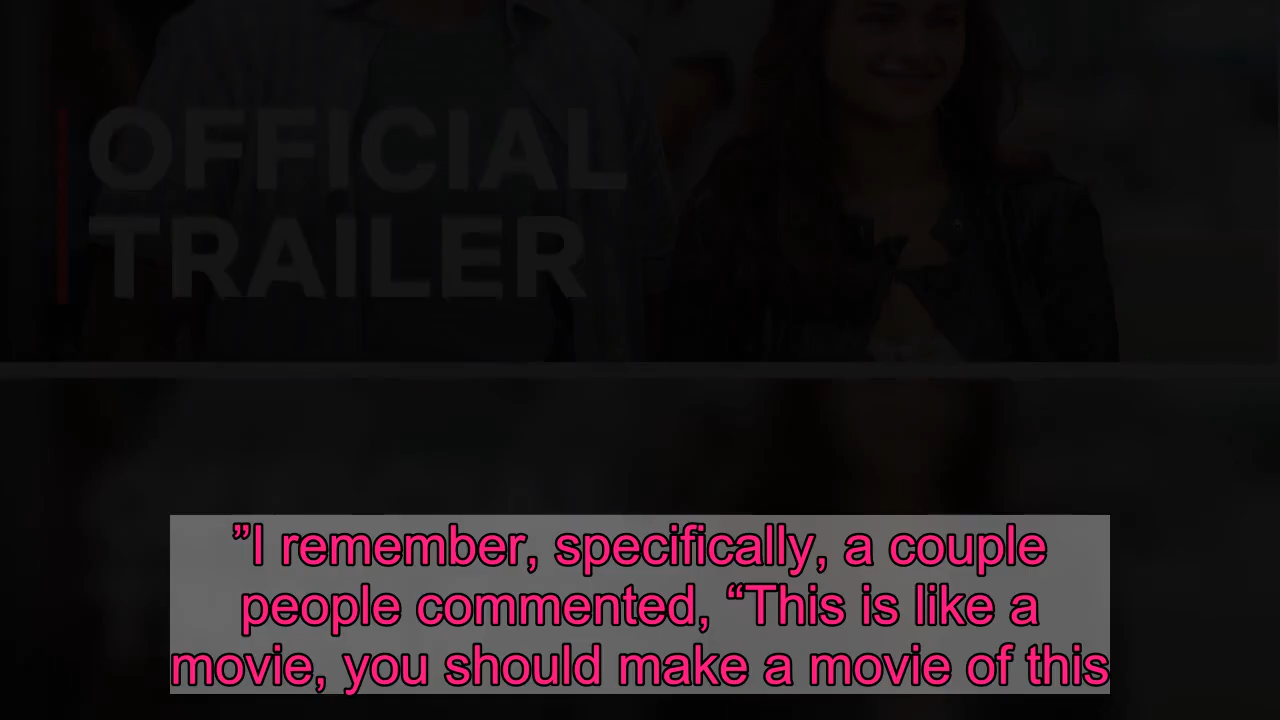 OFFICIAL
TRAILER
”I remember, specifically, a couple
people commented, “This is like a
movie, you should make a movie of this